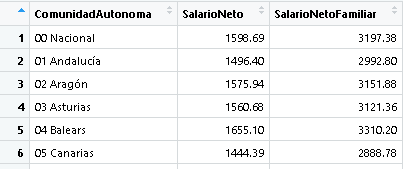 ComunidadAutonoma SalarioNeto SalarioNetoFamiliar
1 00 Nacional 1598.69 3197.38
2 01 Andalucía 1496.40 2992.80
3 02 Aragón 1575.94 3151.88
4 03 Asturias 1560.68 3121.36
5 04 Balears 1655.10 3310.20
6 05 Canarias 1444.39 2888.78